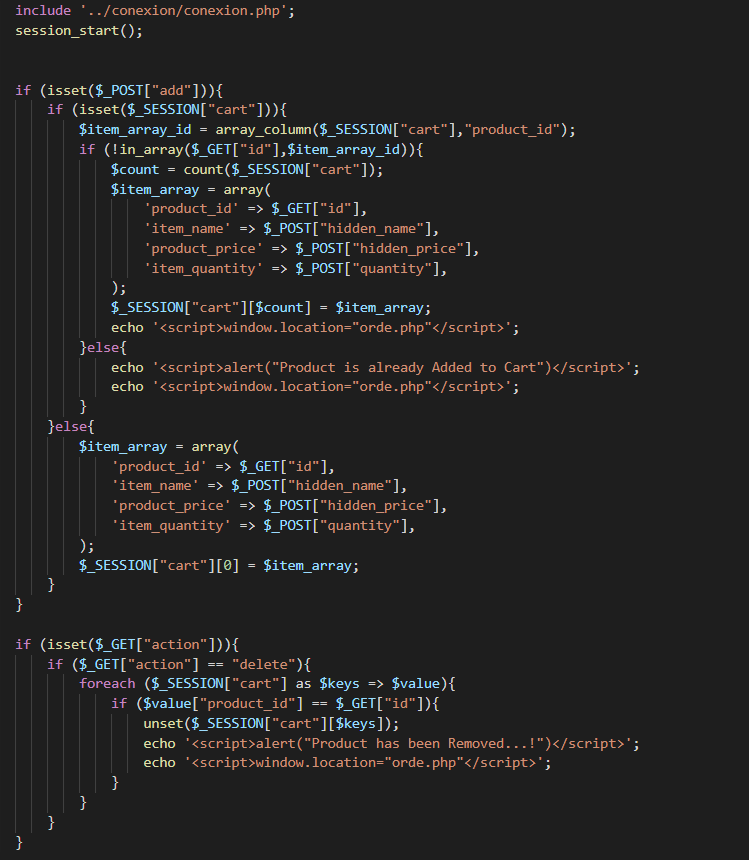 include '../conexion/conexion.php';
session_start();
if (isset($_POST["add"])){
if (isset($_SESSION["cart"])){
$item_array_id = array_column($_SESSION["cart"],"product_id");
if (!in_array($_GET["id"],$item_array_id)){
$count = count($_SESSION["cart"]);
$item_array = array(
'product_id' => $_GET["id"],
'item_name' => $_POST["hidden_name"],
'product_price' => $_POST["hidden_price"],
'item_quantity' => $_POST["quantity"],
);
$_SESSION["cart"][$count] = $item_array;
echo '<script>window.location="orde.php"</script>';
}else{
echo '<script>alert("Product is already Added to Cart")</script>';
echo '<script>window.location="orde.php"</script>';
}
}else{
$item_array = array(
'product_id' => $_GET["id"],
'item_name' => $_POST["hidden_name"],
'product_price' => $_POST["hidden_price"],
'item_quantity' => $_POST["quantity"],
);
$_SESSION["cart"][0] = $item_array;
}
}
if (isset($_GET["action"])){
if ($_GET["action"] == "delete"){
foreach ($_SESSION["cart"] as $keys => $value){
if ($value["product_id"] == $_GET["id"]){
unset($_SESSION["cart"][$keys]);
echo '<script>alert("Product has been Removed...!")</script>';
echo '<script>window.location="orde.php"</script>';
}
}
}
}